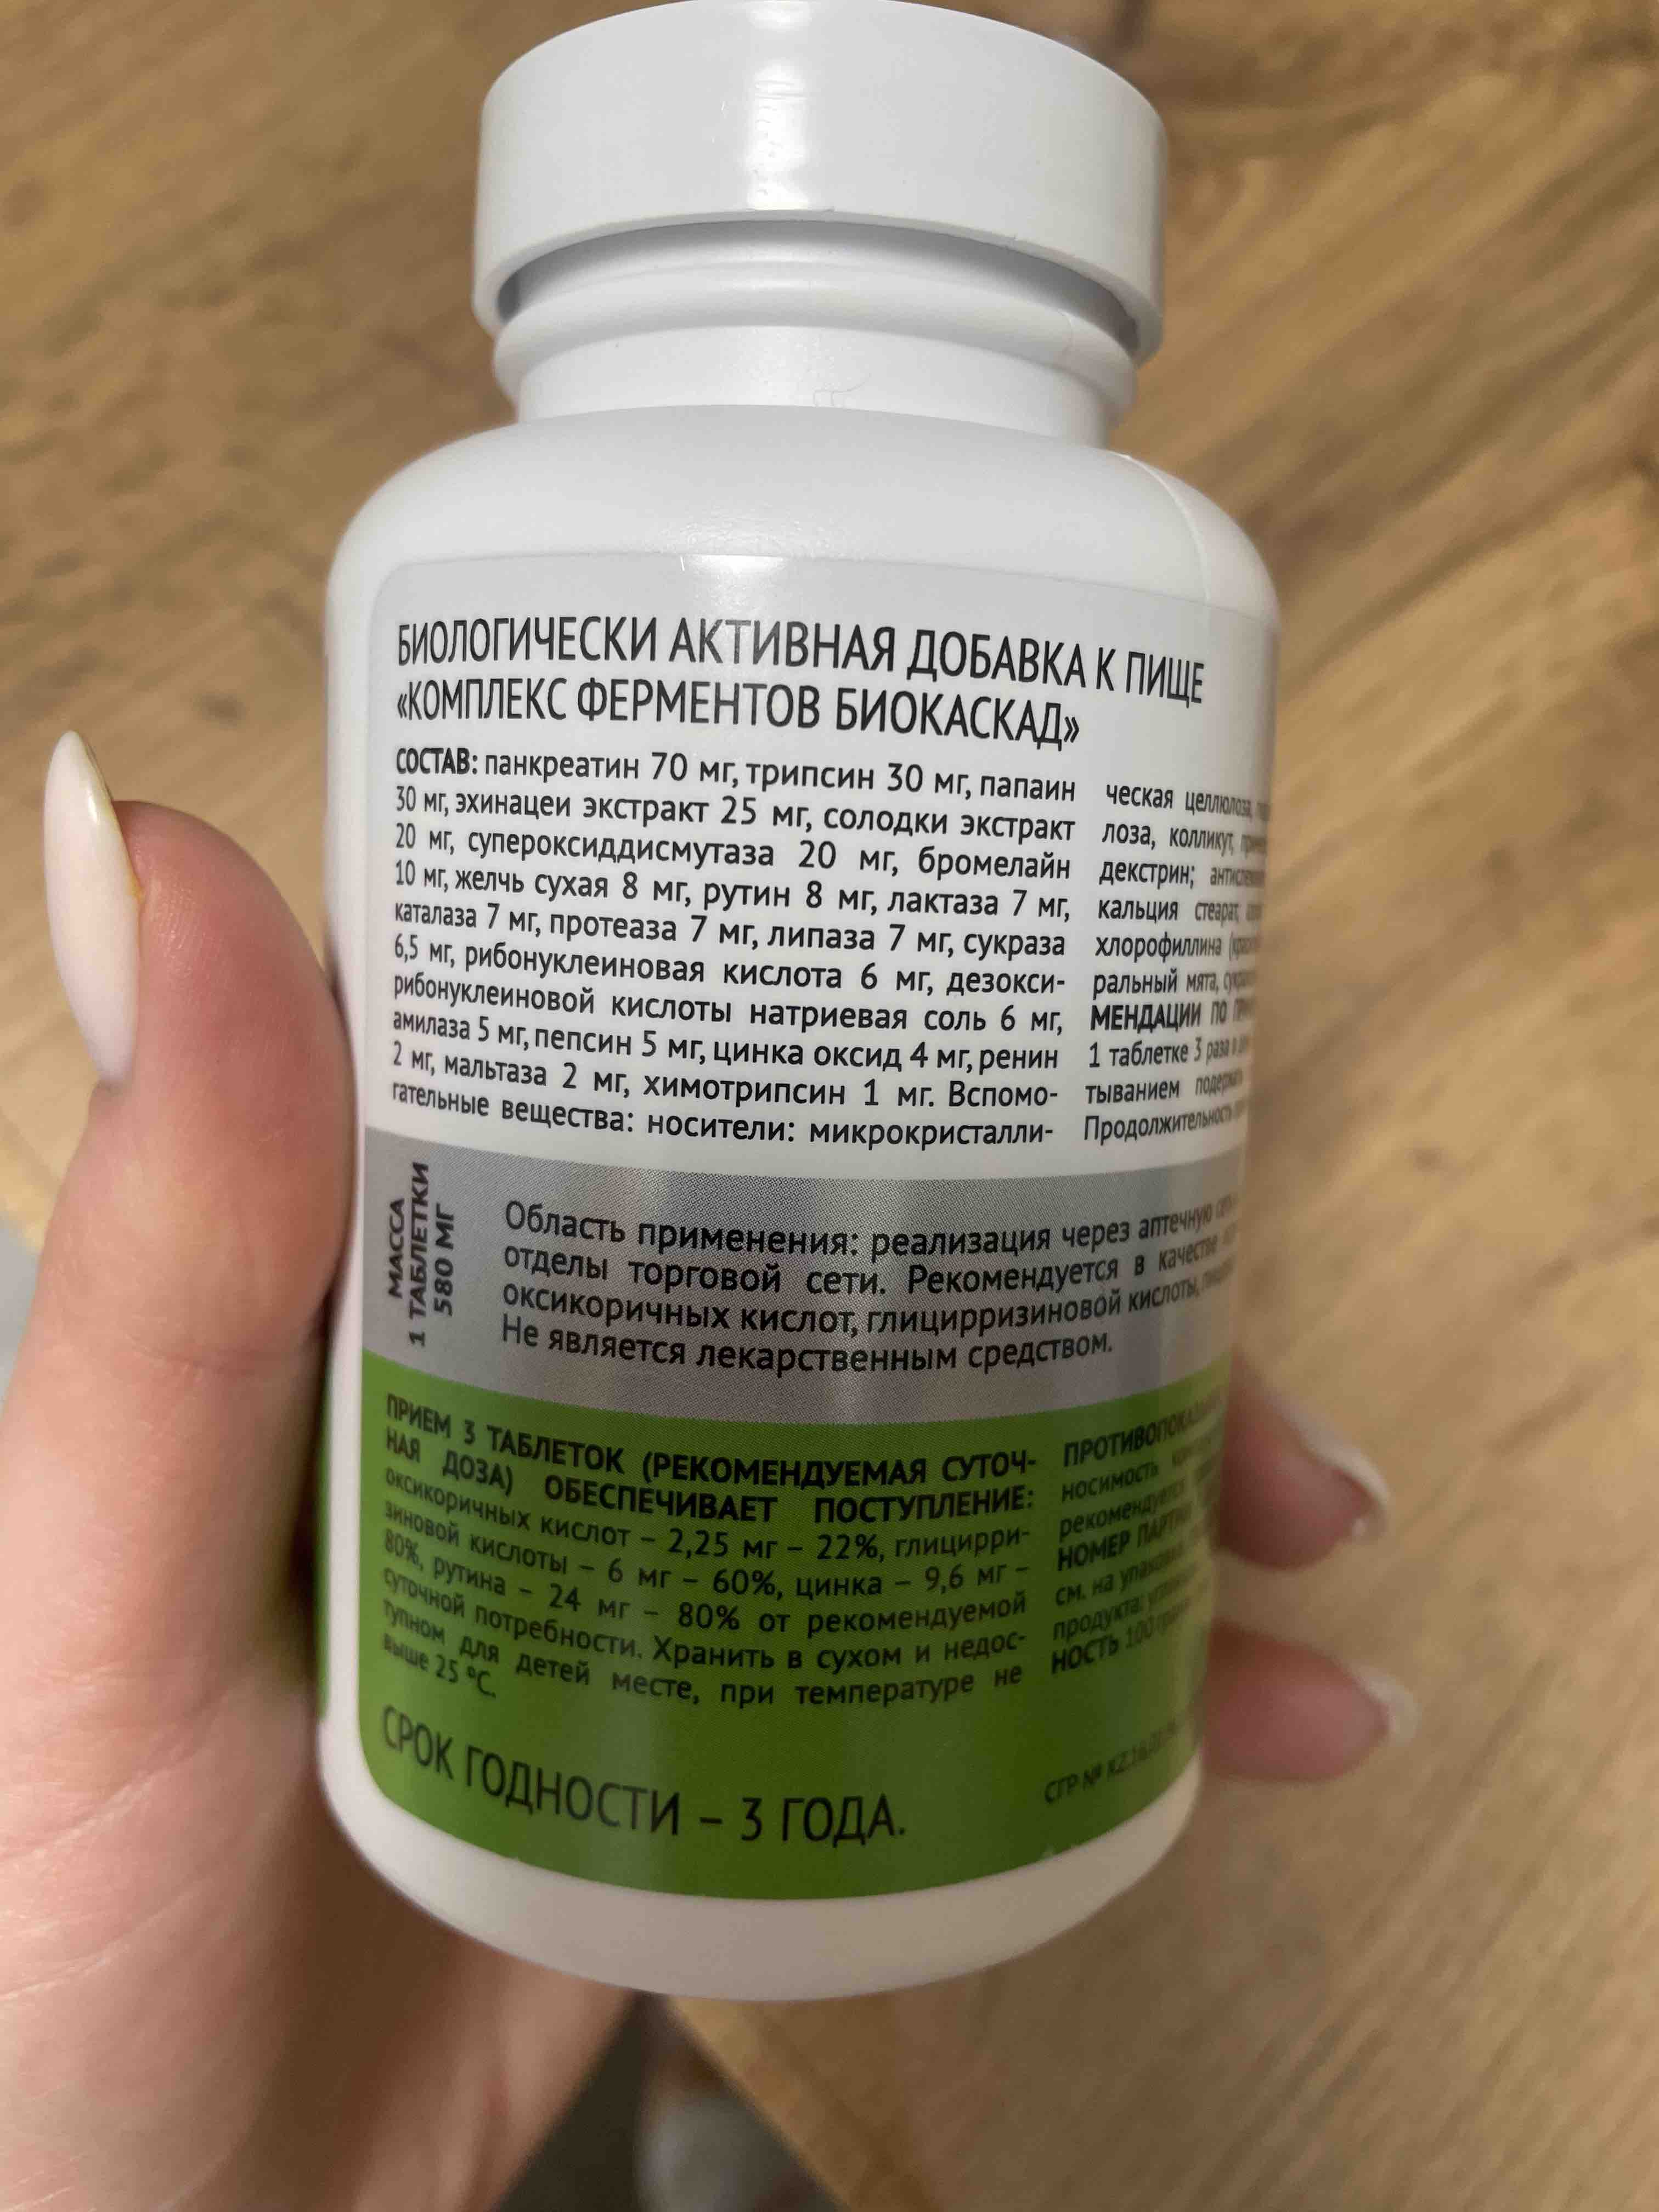 БИОЛОГИЧЕСКИ АКТИВНАЯ ДОБАВКА К ПИЩЕ
«КОМПЛЕКС ФЕРМЕНТОВ БИОКАСКАД»
СОСТАВ: панкреатин 70 мг, трипсин 30 мг, папаин
30 мг, эхинацеи экстракт 25 мг, солодки экстракт
20 мг, супероксиддисмутаза 20 мг, бромелайн
10 мг, желчь сухая 8 мг, рутин 8 мг, лактаза 7 мг,
каталаза 7 мг, протеаза 7 мг, липаза 7 мг, сукраза
6,5 мг, рибонуклеиновая кислота 6 мг, дезокси-
рибонуклеиновой кислоты натриевая соль 6 мг,
амилаза 5 мг, пепсин 5 мг, цинка оксид 4 мг, ренин
2 мг, мальтаза 2 мг, химотрипсин 1 мг. Вспомо-
гательные вещества: носители: микрокристалли-
ческая целлюлоза,
лоза, колликут,
декстрин;
кальция стеарат,
хлорофиллина
ральный мята,
МЕНДАЦИИ ПО
1 таблетке 3 раза в
тыванием
Продолжительность
МАССА
1 ТАБЛЕТКИ
580 МГ
Область применения: реализация через аптечную
отделы торговой сети. Рекомендуется в качестве
оксикоричных кислот, глицирризиновой кислоты,
Не является лекарственным средством.
ПРИЕМ 3 ТАБЛЕТОК (РЕКОМЕНДУЕМАЯ СУТОЧ-
НАЯ ДОЗА) ОБЕСПЕЧИВАЕТ ПОСТУПЛЕНИЕ:
оксикоричных кислот – 2,25 мг – 22%, глицирри-
зиновой кислоты – 6 мг – 60%, цинка – 9,6 мг –
80%, рутина – 24 мг – 80% от рекомендуемой
суточной потребности. Хранить в сухом и недос-
тупном для детей месте, при температуре не
выше 25 °С.
СРОК ГОДНОСТИ – 3 ГОДА.
носимость
рекомендуется
НОМЕР ПАРТИИ
см. на упаковке
продукта:
НОСТЬ 100
СГР №